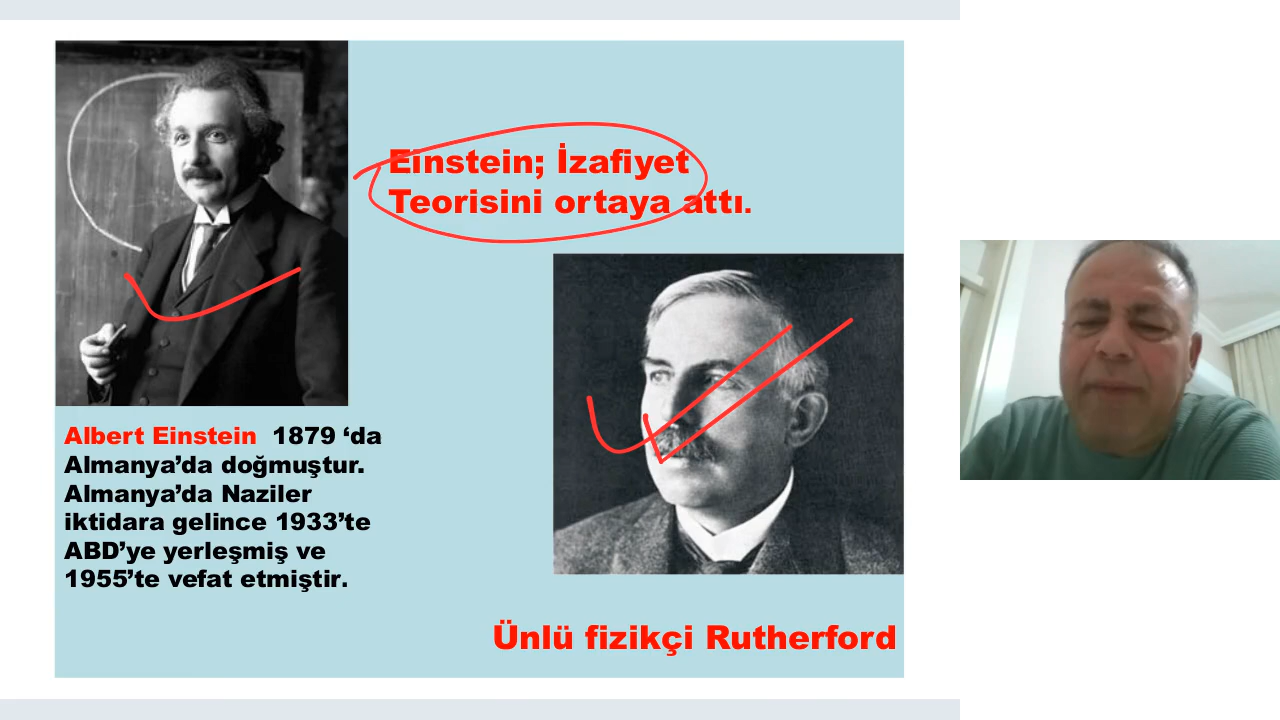 Einstein; İzafiyet
Teorisini ortaya attı.
Albert Einstein 1879 ‘da
Almanya’da doğmuştur.
Almanya’da Naziler
iktidara gelince 1933’te
ABD’ye yerleşmiş ve
1955’te vefat etmiştir.
Ünlü fizikçi Rutherford